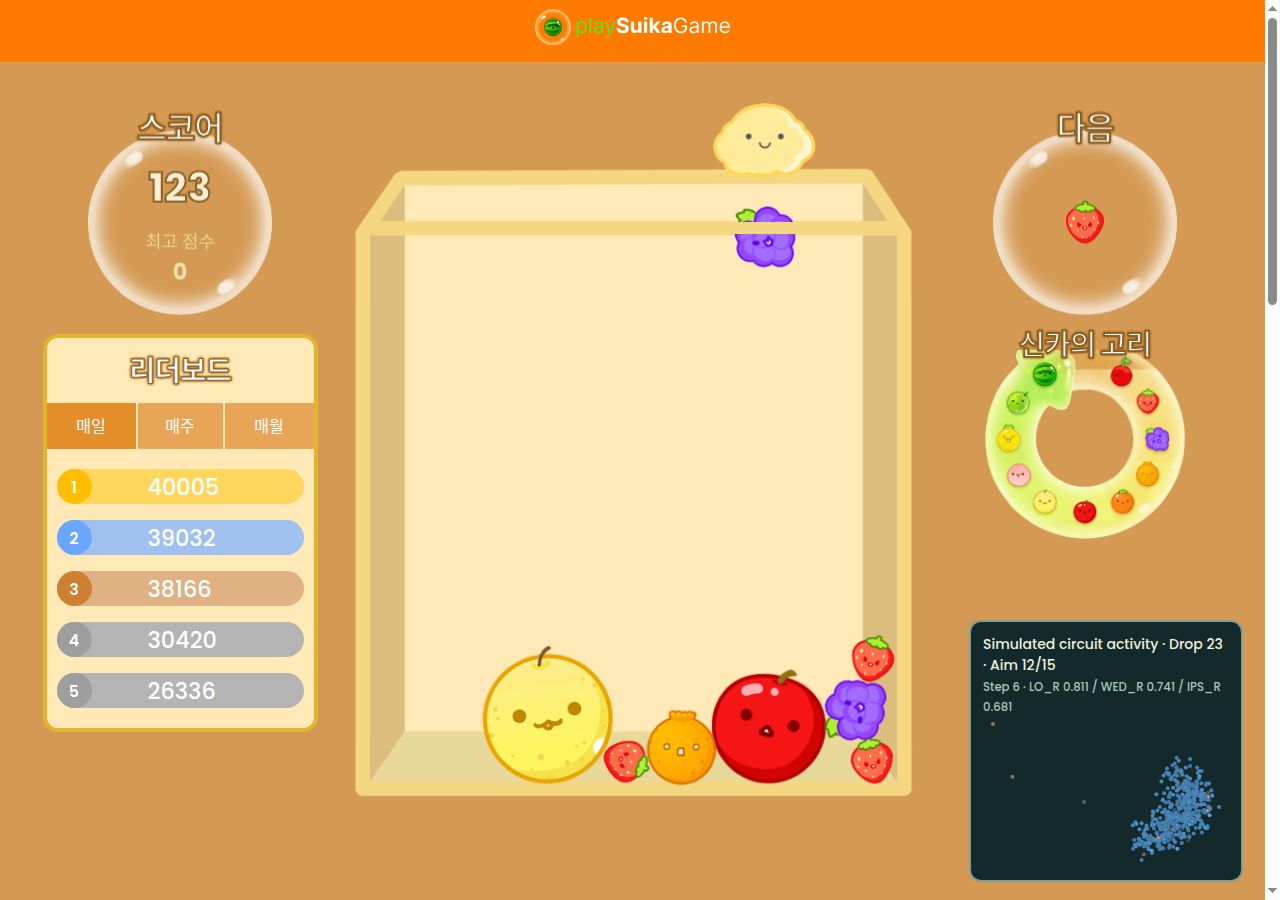 playSuikaGame
스코어
123
최고 점수
0
리더보드
매일 매주 매월
1 40005
2 39032
3 38166
4 30420
5 26336
다음
신카의 고리
Simulated circuit activity · Drop 23
· Aim 12/15
Step 6 · LO_R 0.811 / WED_R 0.741 / IPS_R
0.681